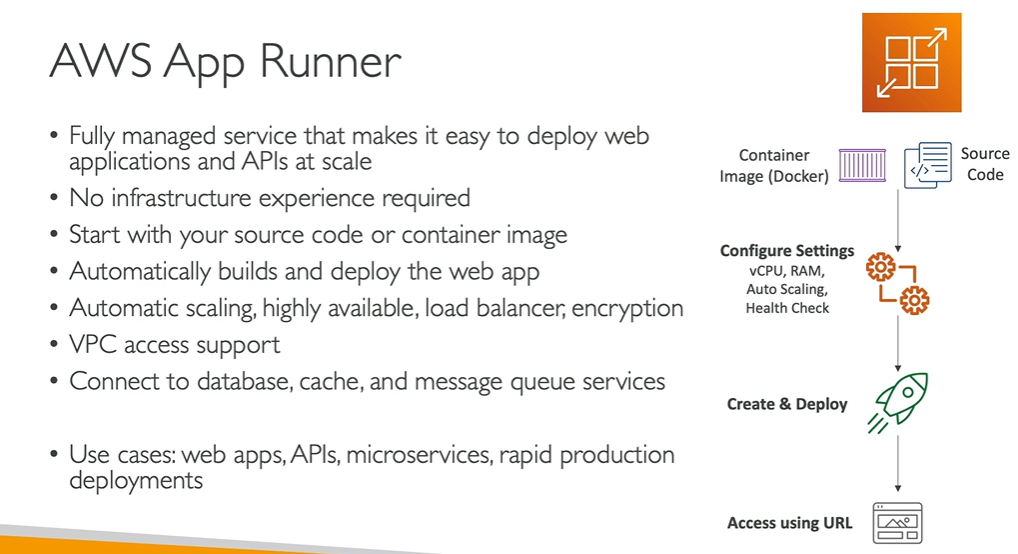 AWS App Runner
• Fully managed service that makes it easy to deploy web
applications and APIs at scale
• No infrastructure experience required
• Start with your source code or container image
• Automatically builds and deploy the web app
• Automatic scaling, highly available, load balancer, encryption
• VPC access support
• Connect to database, cache, and message queue services
• Use cases: web apps, APIs, microservices, rapid production
deployments
Container
Image (Docker)
Source
Code
</>
Configure Settings
vCPU, RAM,
Auto Scaling,
Health Check
Create & Deploy
Access using URL